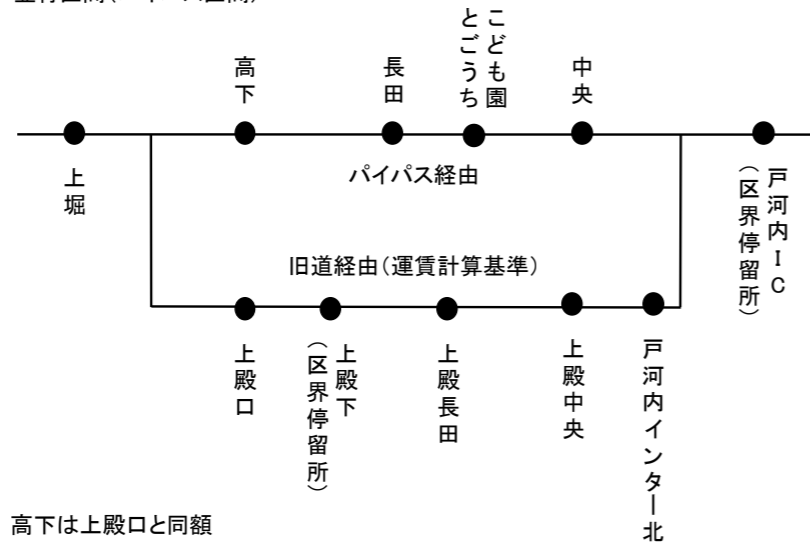 高下
長田
こども園
とごうち
中央
上堀
バイパス経由
戸河内IC
(区界停留所)
旧道経由(運賃計算基準)
上殿口
上殿下
(区界停留所)
上殿長田
上殿中央
戸河内インター北
高下は上殿口と同額